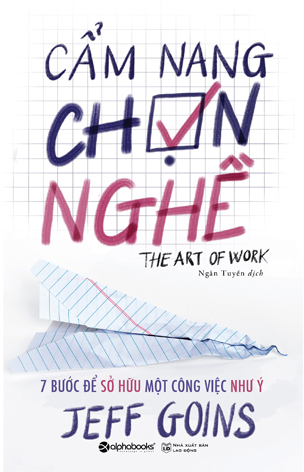 CẨM NANG
CHỌN
NGHỀ
THE ART OF WORK
Ngân Tuyên dịch
7 BƯỚC ĐỂ SỞ HỮU MỘT CÔNG VIỆC NHƯ Ý
JEFF GOINS
alphabooks
NHÀ XUẤT BẢN
LAO ĐỘNG